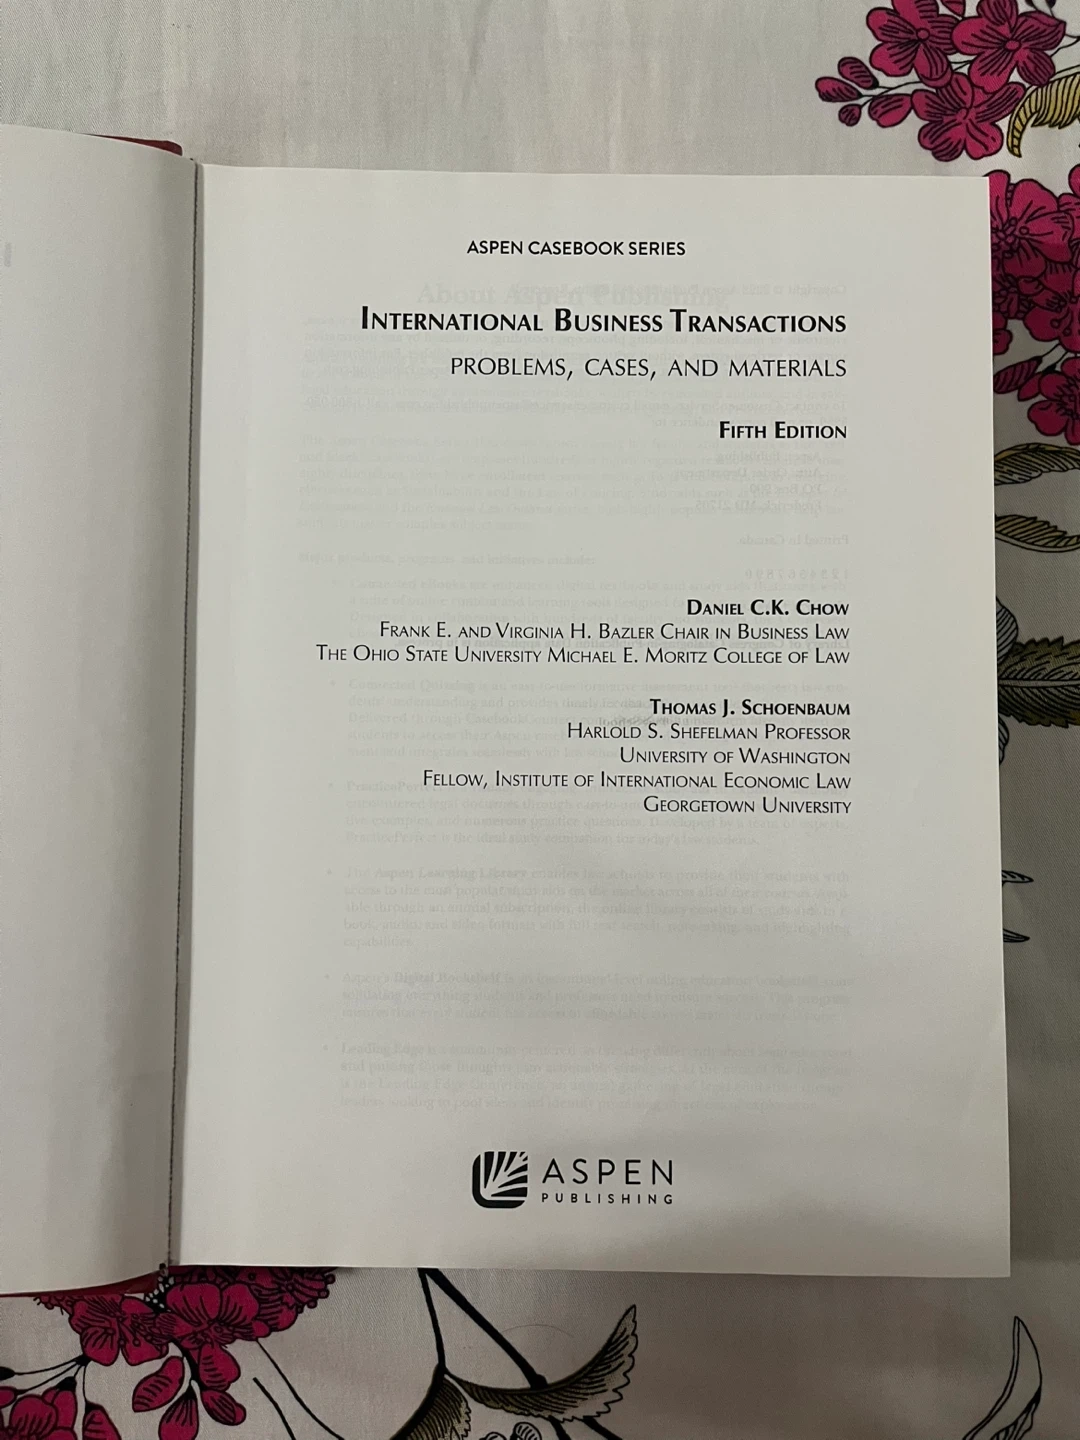 ASPEN CASEBOOK SERIES
INTERNATIONAL BUSINESS TRANSACTIONS
PROBLEMS, CASES, AND MATERIALS
FIFTH EDITION
DANIEL C.K. CHOW
FRANK E. AND VIRGINIA H. BAZLER CHAIR IN BUSINESS LAW
THE OHIO STATE UNIVERSITY MICHAEL E. MORITZ COLLEGE OF LAW
THOMAS J. SCHOENBAUM
HARLOLD S. SHEFELMAN PROFESSOR
UNIVERSITY OF WASHINGTON
FELLOW, INSTITUTE OF INTERNATIONAL ECONOMIC LAW
GEORGETOWN UNIVERSITY
ASPEN
PUBLISHING